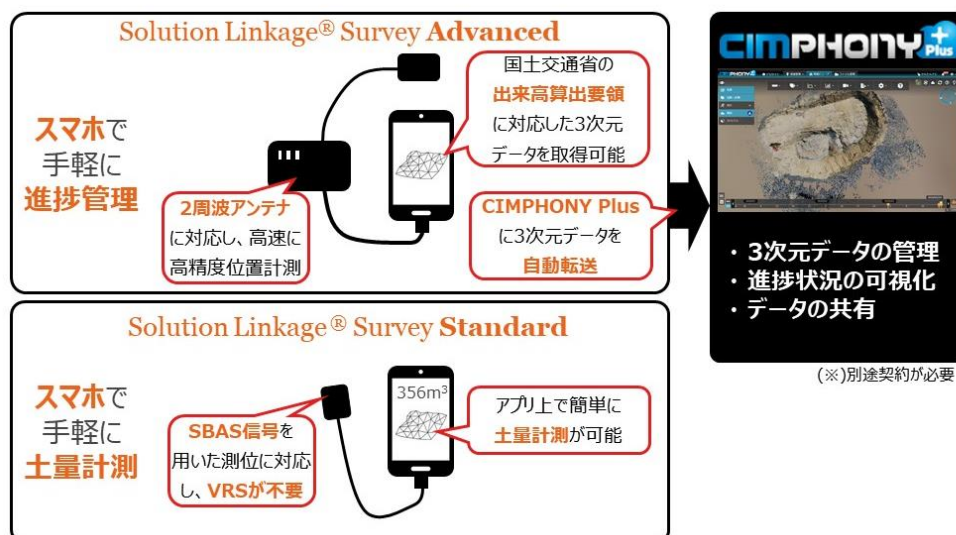 Solution Linkage® Survey Advanced
スマホで
手軽に
進捗管理
国土交通省の
出来高算出要領
に対応した3次元
データを取得可能
2周波アンテナ
に対応し、高速に
高精度位置計測
CIMPHONY Plus
に3次元データを
自動転送
CIMPHONY Plus
・3次元データの管理
・進捗状況の可視化
・データの共有
(※)別途契約が必要
Solution Linkage® Survey Standard
スマホで
手軽に
土量計測
SBAS信号を
用いた測位に対応
し、VRSが不要
356m³
アプリ上で簡単に
土量計測が可能